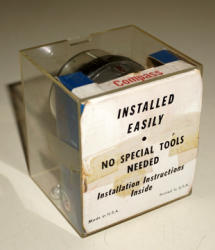 Compass
INSTALLED
EASILY
•
NO SPECIAL TOOLS
NEEDED
Installation Instructions
Inside
Made in U.S.A.
Printed in U.S.A.